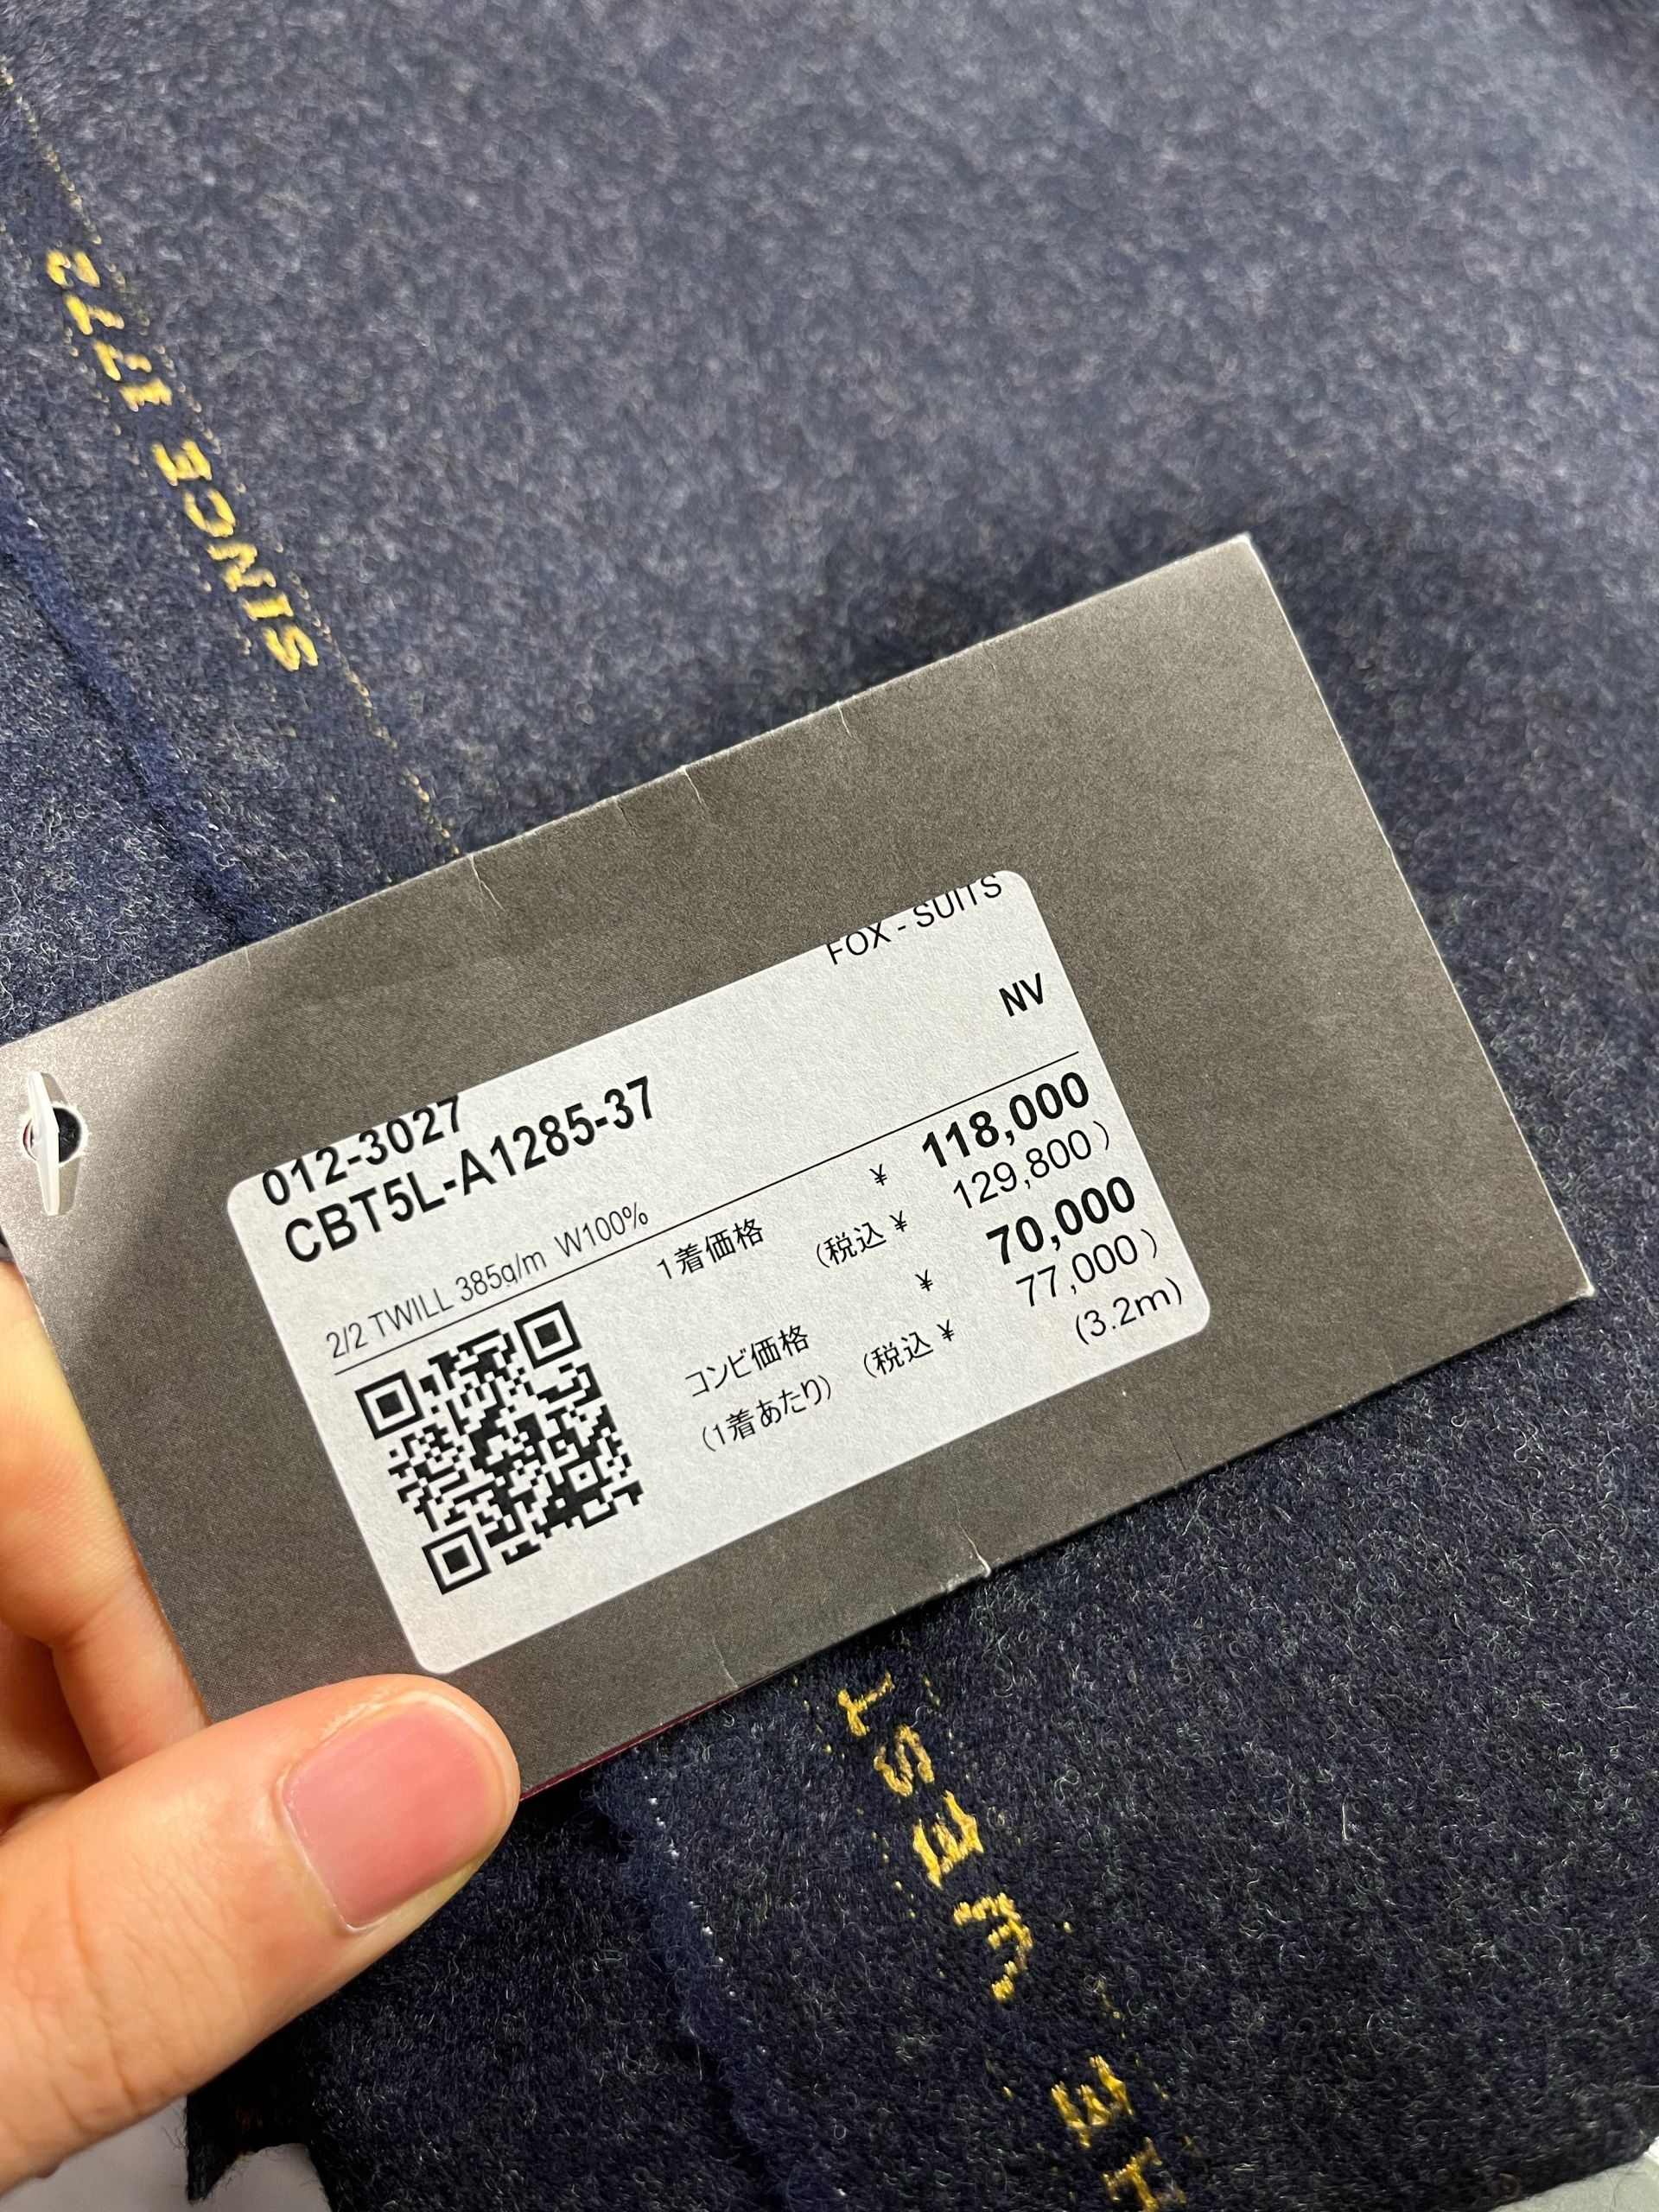 SINCE 1772
FOX - SUITS
012-3027
CBT5L-A1285-37
NV
2/2 TWILL 385g/m W100%
1着価格 ¥ 118,000
(税込 ¥ 129,800)
コンビ価格 ¥ 70,000
(1着あたり) (税込 ¥ 77,000)
(3.2m)